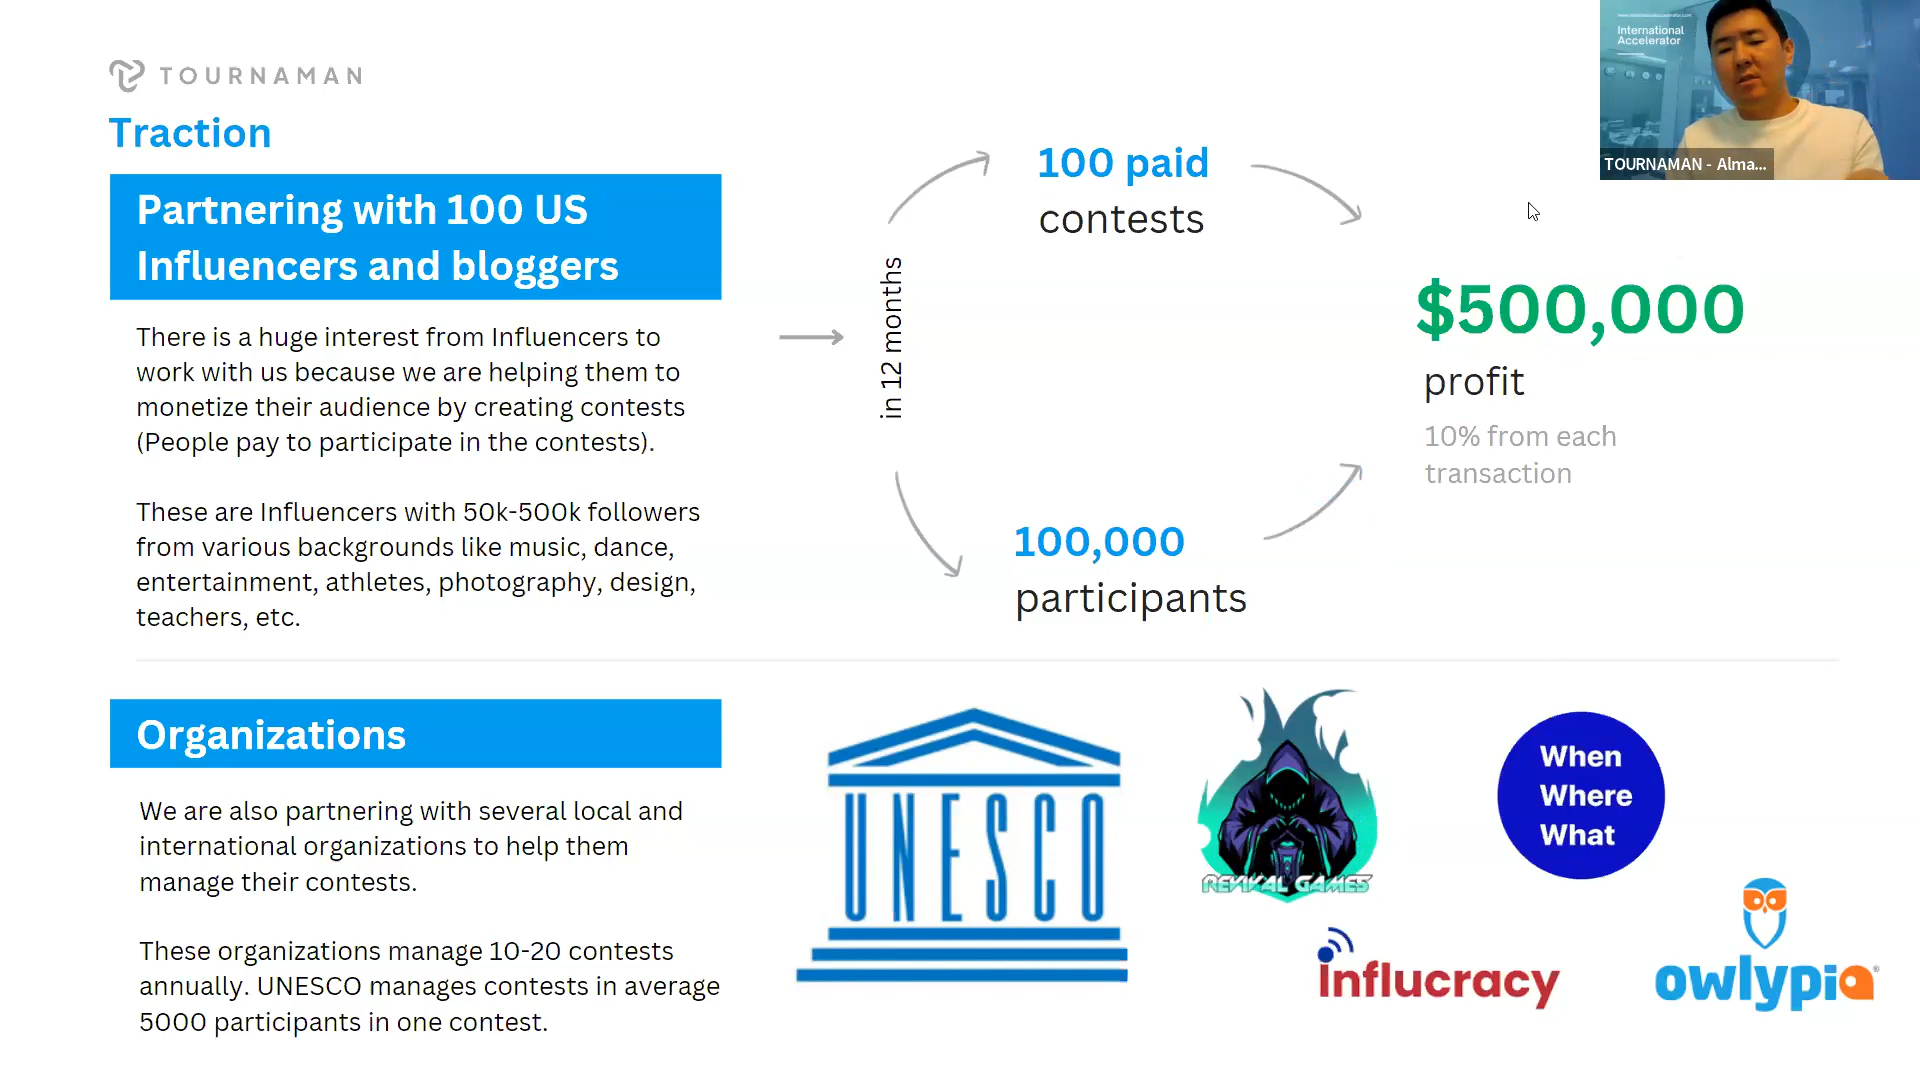 TOURNAMAN
Traction
Partnering with 100 US
Influencers and bloggers
There is a huge interest from Influencers to
work with us because we are helping them to
monetize their audience by creating contests
(People pay to participate in the contests).
These are Influencers with 50k-500k followers
from various backgrounds like music, dance,
entertainment, athletes, photography, design,
teachers, etc.
in 12 months
100 paid
contests
100,000
participants
$500,000
profit
10% from each
transaction
International
Accelerator
TOURNAMAN - Alma...
Organizations
We are also partnering with several local and
international organizations to help them
manage their contests.
These organizations manage 10-20 contests
annually. UNESCO manages contests in average
5000 participants in one contest.
UNESCO
REVIVAL GAMES
When
Where
What
influcracy
owlypia